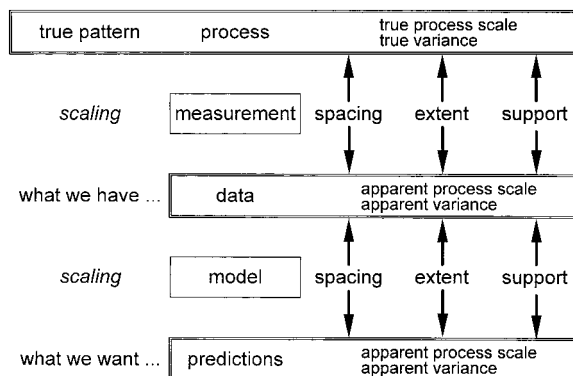 true pattern process true process scale
true variance
scaling measurement spacing extent support
what we have ... data apparent process scale
apparent variance
scaling model spacing extent support
what we want ... predictions apparent process scale
apparent variance